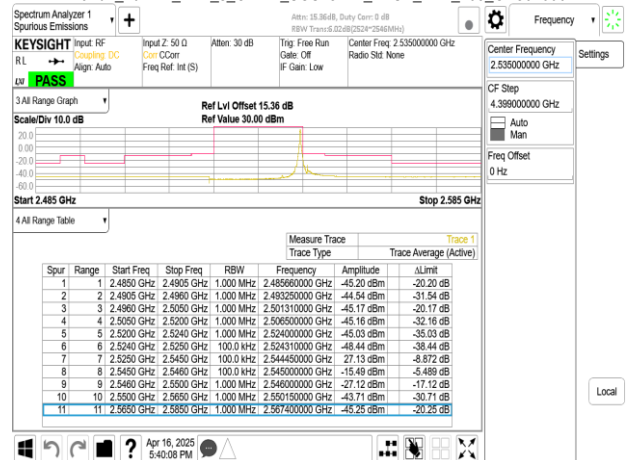 Spectrum Analyzer 1
Spurious Emissions
Attn: 15.36dB, Duty Corr: 0 dB
RBW Trans:6.02dB(2524~2546MHz)
Frequency
KEYSIGHT
RL
PASS
Input: RF
Coupling: DC
Align: Auto
Input Z: 50 Ω
Corr CCorr
Freq Ref: Int (S)
Atten: 30 dB
Trig: Free Run
Gate: Off
IF Gain: Low
Center Freq: 2.535000000 GHz
Radio Std: None
Center Frequency
2.535000000 GHz
Settings
CF Step
4.399000000 GHz
Auto
Man
Freq Offset
0 Hz
Local
3 All Range Graph
Scale/Div 10.0 dB
Ref Lvl Offset 15.36 dB
Ref Value 30.00 dBm
20.0
0.00
-20.0
-40.0
-60.0
Start 2.485 GHz
Stop 2.585 GHz
4 All Range Table
Measure Trace Trace 1
Trace Type Trace Average (Active)
Spur Range Start Freq Stop Freq RBW Frequency Amplitude ΔLimit
1 1 2.4850 GHz 2.4905 GHz 1.000 MHz 2.485660000 GHz -45.20 dBm -20.20 dB
2 2 2.4905 GHz 2.4960 GHz 1.000 MHz 2.493250000 GHz -44.54 dBm -31.54 dB
3 3 2.4960 GHz 2.5050 GHz 1.000 MHz 2.501310000 GHz -45.17 dBm -20.17 dB
4 4 2.5050 GHz 2.5200 GHz 1.000 MHz 2.506500000 GHz -45.16 dBm -32.16 dB
5 5 2.5200 GHz 2.5240 GHz 1.000 MHz 2.524000000 GHz -45.03 dBm -35.03 dB
6 6 2.5240 GHz 2.5250 GHz 100.0 kHz 2.524310000 GHz -48.44 dBm -38.44 dB
7 7 2.5250 GHz 2.5450 GHz 100.0 kHz 2.544450000 GHz 27.13 dBm -8.872 dB
8 8 2.5450 GHz 2.5460 GHz 100.0 kHz 2.545000000 GHz -15.49 dBm -5.489 dB
9 9 2.5460 GHz 2.5500 GHz 1.000 MHz 2.546000000 GHz -27.12 dBm -17.12 dB
10 10 2.5500 GHz 2.5650 GHz 1.000 MHz 2.550150000 GHz -43.71 dBm -30.71 dB
11 11 2.5650 GHz 2.5850 GHz 1.000 MHz 2.567400000 GHz -45.25 dBm -20.25 dB
Apr 16, 2025
5:40:08 PM